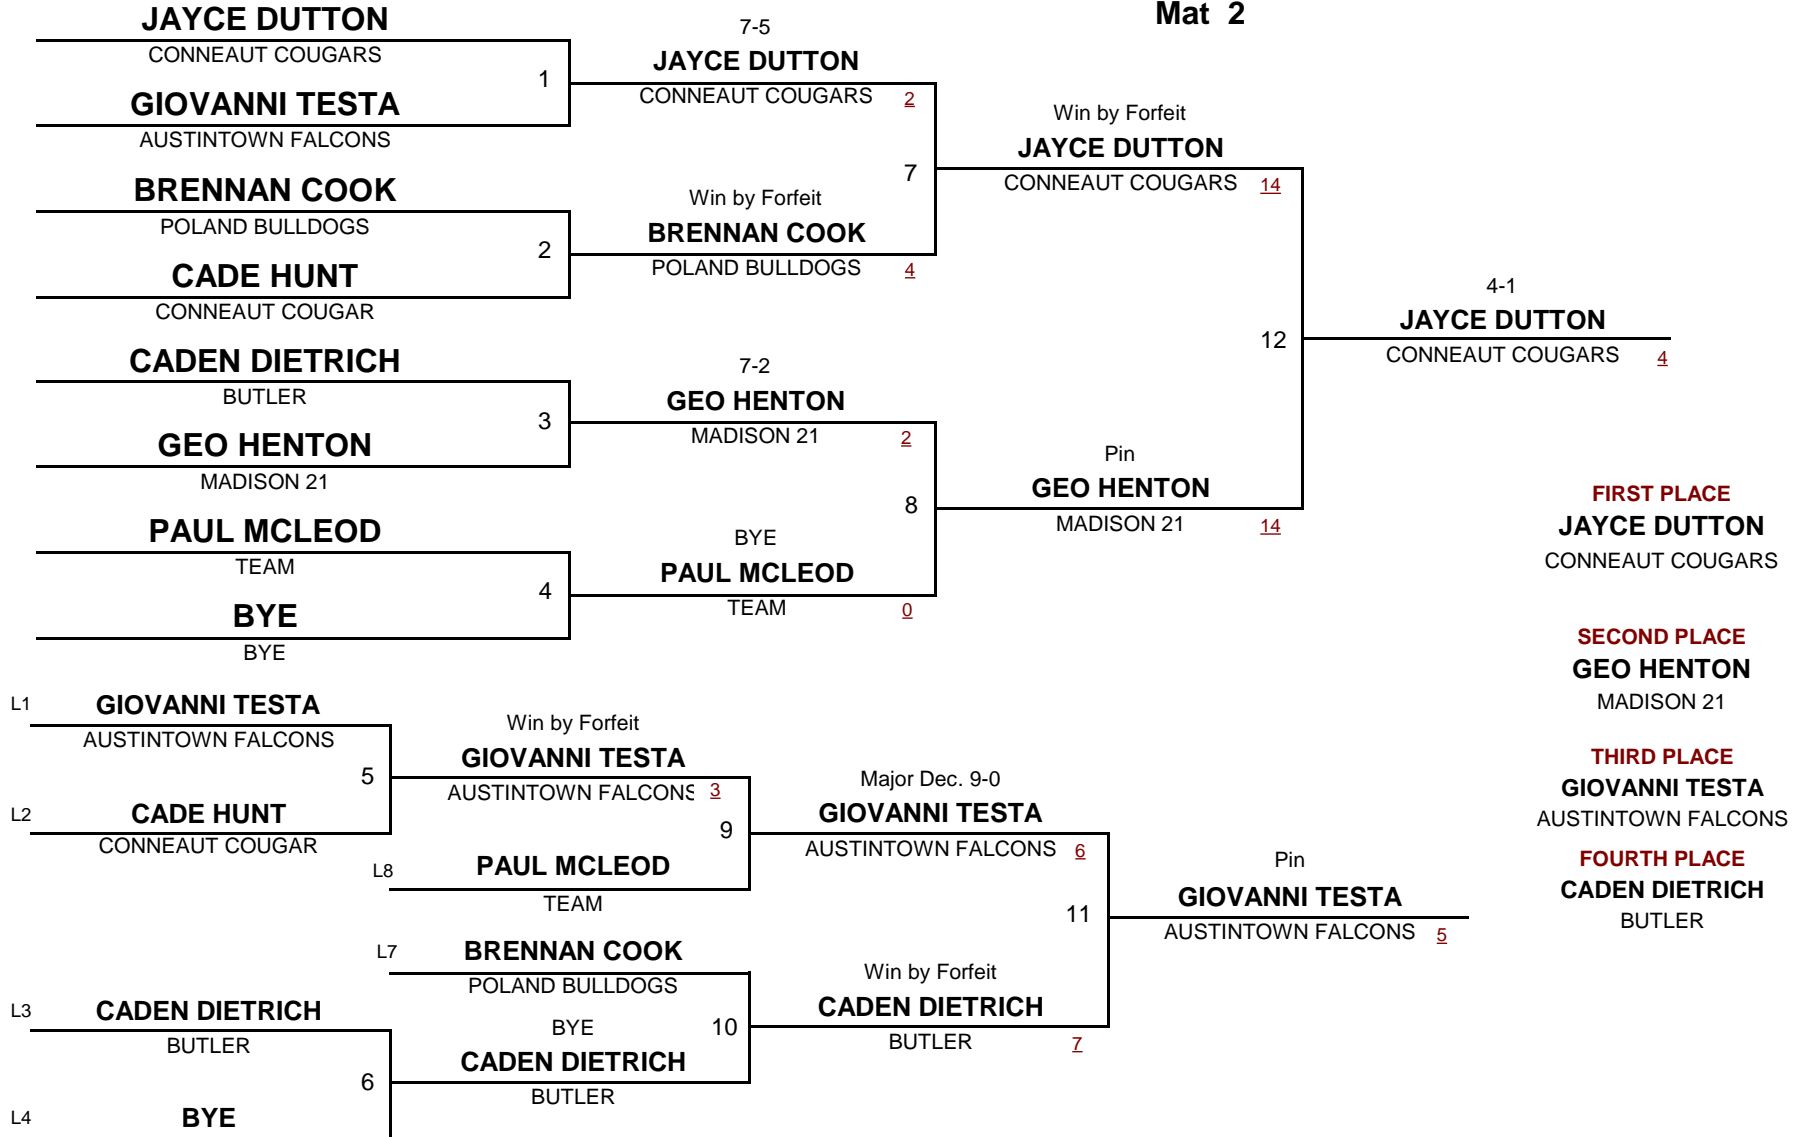 Mat 2
JAYCE DUTTON
CONNEAUT COUGARS
1
GIOVANNI TESTA
AUSTINTOWN FALCONS
BRENNAN COOK
POLAND BULLDOGS
2
CADE HUNT
CONNEAUT COUGAR
CADEN DIETRICH
BUTLER
3
GEO HENTON
MADISON 21
PAUL MCLEOD
TEAM
4
BYE
BYE
7-5
JAYCE DUTTON
CONNEAUT COUGARS 2
7
Win by Forfeit
BRENNAN COOK
POLAND BULLDOGS 4
7-2
GEO HENTON
MADISON 21 2
8
BYE
PAUL MCLEOD
TEAM 0
Win by Forfeit
JAYCE DUTTON
CONNEAUT COUGARS 14
12
Pin
GEO HENTON
MADISON 21 14
4-1
JAYCE DUTTON
CONNEAUT COUGARS 4
L1 GIOVANNI TESTA
AUSTINTOWN FALCONS
5
L2 CADE HUNT
CONNEAUT COUGAR
L3 CADEN DIETRICH
BUTLER
6
L4 BYE
Win by Forfeit
GIOVANNI TESTA
AUSTINTOWN FALCONS 3
9
L8 PAUL MCLEOD
TEAM
L7 BRENNAN COOK
POLAND BULLDOGS
BYE 10
CADEN DIETRICH
BUTLER
Major Dec. 9-0
GIOVANNI TESTA
AUSTINTOWN FALCONS 6
11
Win by Forfeit
CADEN DIETRICH
BUTLER 7
Pin
GIOVANNI TESTA
AUSTINTOWN FALCONS 5
FIRST PLACE
JAYCE DUTTON
CONNEAUT COUGARS
SECOND PLACE
GEO HENTON
MADISON 21
THIRD PLACE
GIOVANNI TESTA
AUSTINTOWN FALCONS
FOURTH PLACE
CADEN DIETRICH
BUTLER